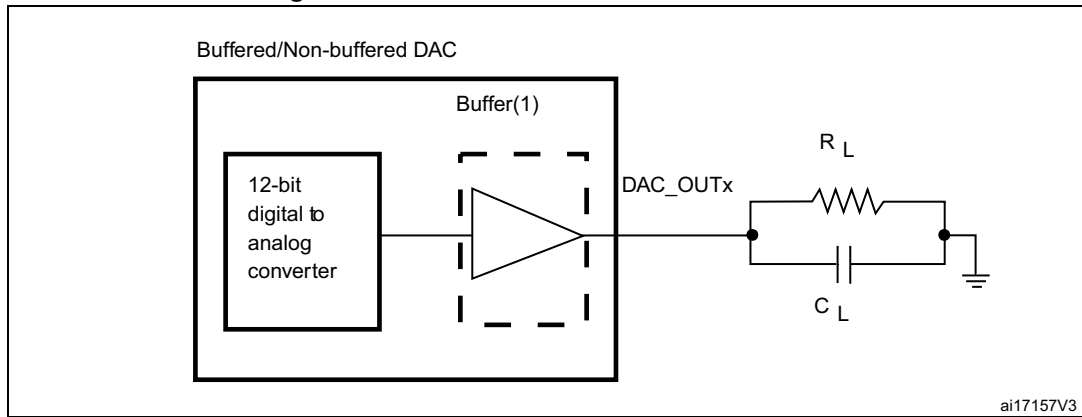 Buffered/Non-buffered DAC
Buffer(1)
12-bit
digital to
analog
converter
DAC_OUTx
R L
C L
ai17157V3